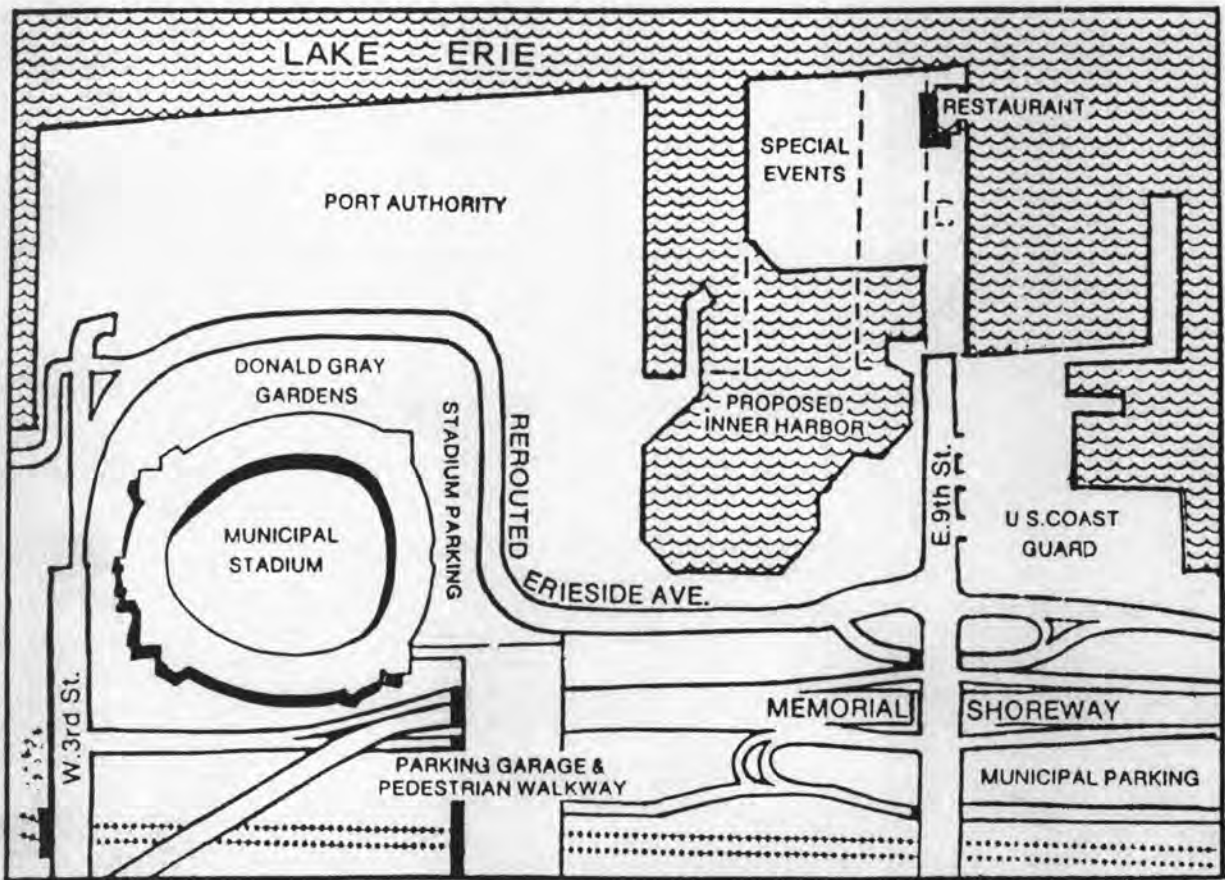 LAKE ERIE
RESTAURANT
SPECIAL
EVENTS
PORT AUTHORITY
DONALD GRAY
GARDENS
STADIUM PARKING
REROUTED
ERIESIDE AVE.
PROPOSED
INNER HARBOR
E.9th St.
U.S.COAST
GUARD
MUNICIPAL
STADIUM
W.3rd St.
MEMORIAL SHOREWAY
PARKING GARAGE &
PEDESTRIAN WALKWAY
MUNICIPAL PARKING